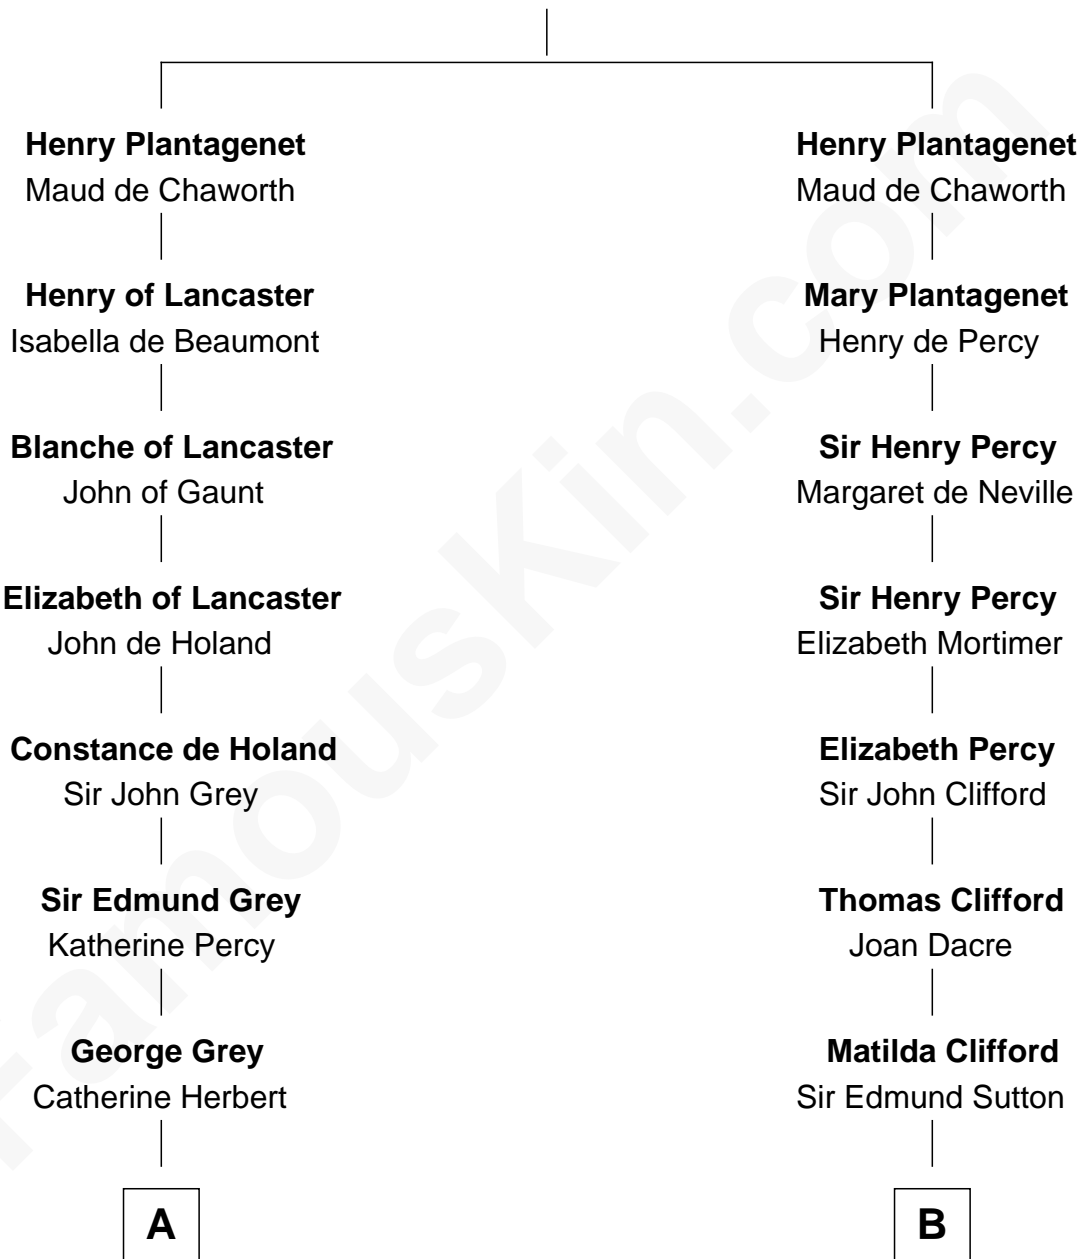 Henry Plantagenet
Maud de Chaworth
Henry of Lancaster
Isabella de Beaumont
Blanche of Lancaster
John of Gaunt
Elizabeth of Lancaster
John de Holand
Constance de Holand
Sir John Grey
Sir Edmund Grey
Katherine Percy
George Grey
Catherine Herbert
A
Henry Plantagenet
Maud de Chaworth
Mary Plantagenet
Henry de Percy
Sir Henry Percy
Margaret de Neville
Sir Henry Percy
Elizabeth Mortimer
Elizabeth Percy
Sir John Clifford
Thomas Clifford
Joan Dacre
Matilda Clifford
Sir Edmund Sutton
B
FamousKin.com